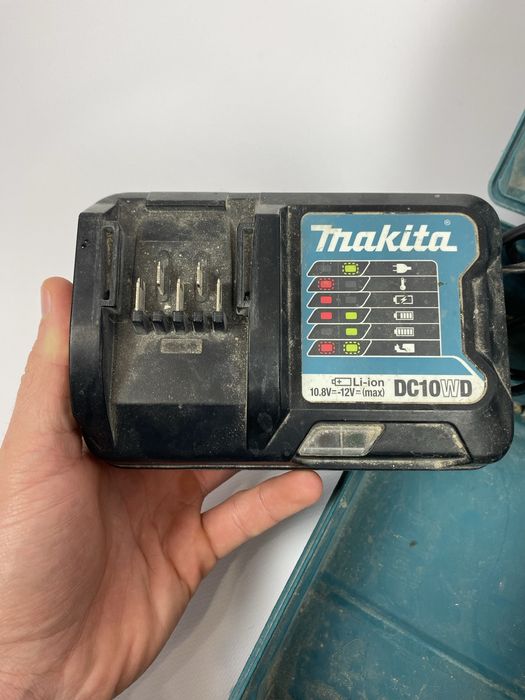 makita®
Li-ion
10.8V⎓-12V⎓(max)
DC10WD